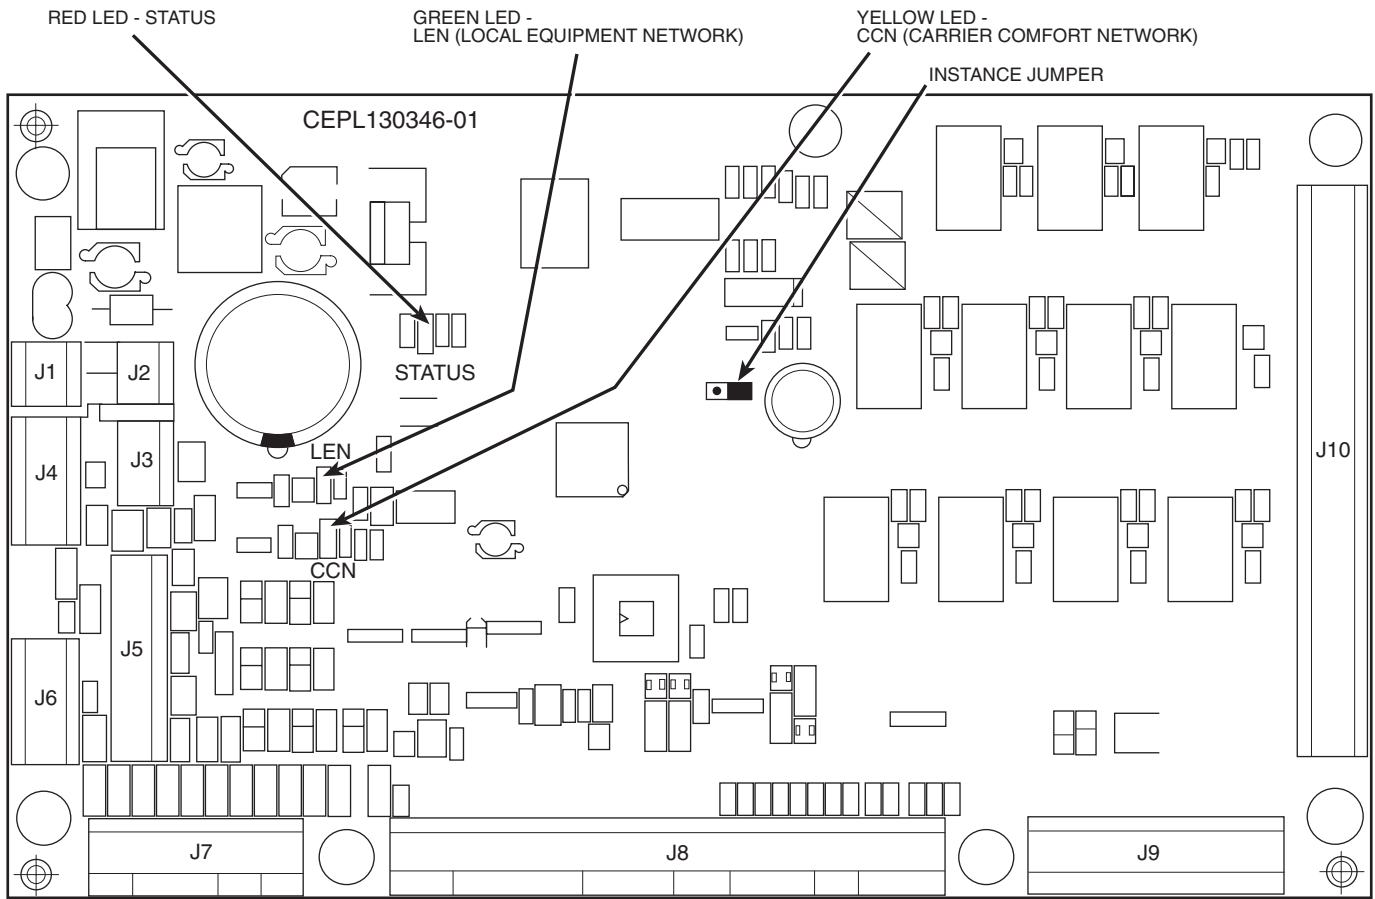 RED LED - STATUS
GREEN LED -
LEN (LOCAL EQUIPMENT NETWORK)
YELLOW LED -
CCN (CARRIER COMFORT NETWORK)
INSTANCE JUMPER
CEPL130346-01
STATUS
J1
J2
LEN
J4
J3
J10
CCN
J5
J6
J7
J8
J9